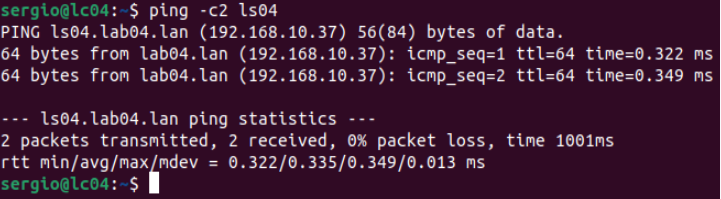 sergio@lc04:~$ ping -c2 ls04
PING ls04.lab04.lan (192.168.10.37) 56(84) bytes of data.
64 bytes from lab04.lan (192.168.10.37): icmp_seq=1 ttl=64 time=0.322 ms
64 bytes from lab04.lan (192.168.10.37): icmp_seq=2 ttl=64 time=0.349 ms

--- ls04.lab04.lan ping statistics ---
2 packets transmitted, 2 received, 0% packet loss, time 1001ms
rtt min/avg/max/mdev = 0.322/0.335/0.349/0.013 ms
sergio@lc04:~$